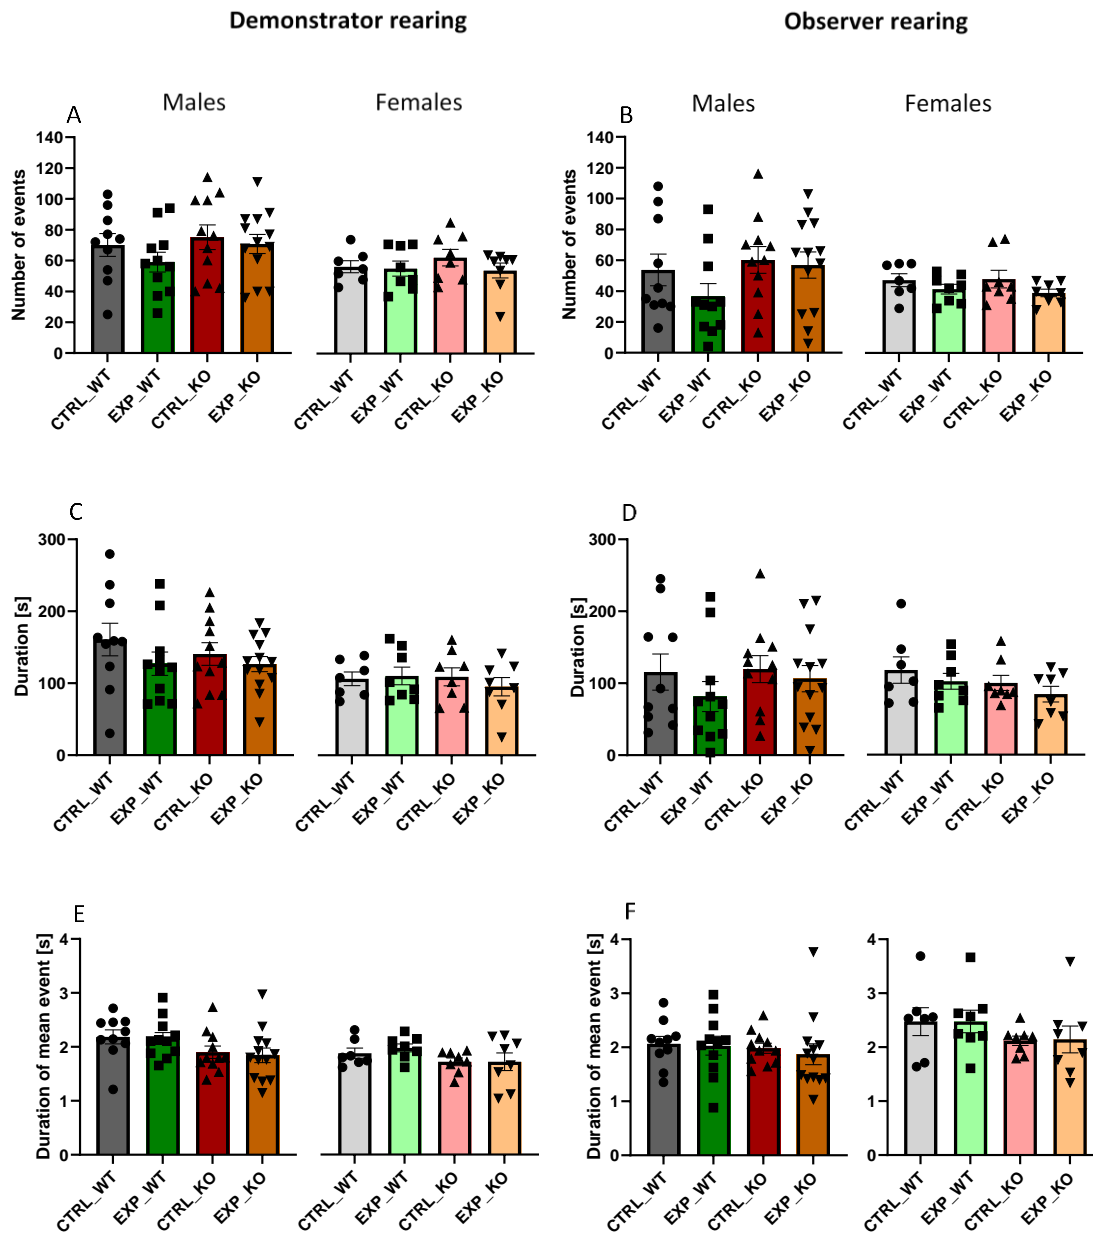 Demonstrator rearing
Observer rearing
A
Males
Females
B
Males
Females
Number of events
140
120
100
80
60
40
20
0
CTRL_WT
EXP_WT
CTRL_KO
EXP_KO
CTRL_WT
EXP_WT
CTRL_KO
EXP_KO
Number of events
140
120
100
80
60
40
20
0
CTRL_WT
EXP_WT
CTRL_KO
EXP_KO
CTRL_WT
EXP_WT
CTRL_KO
EXP_KO
C
Duration [s]
300
200
100
0
CTRL_WT
EXP_WT
CTRL_KO
EXP_KO
CTRL_WT
EXP_WT
CTRL_KO
EXP_KO
D
Duration [s]
300
200
100
0
CTRL_WT
EXP_WT
CTRL_KO
EXP_KO
CTRL_WT
EXP_WT
CTRL_KO
EXP_KO
E
Duration of mean event [s]
4
3
2
1
0
CTRL_WT
EXP_WT
CTRL_KO
EXP_KO
CTRL_WT
EXP_WT
CTRL_KO
EXP_KO
F
Duration of mean event [s]
4
3
2
1
0
CTRL_WT
EXP_WT
CTRL_KO
EXP_KO
4
3
2
1
0
CTRL_WT
EXP_WT
CTRL_KO
EXP_KO